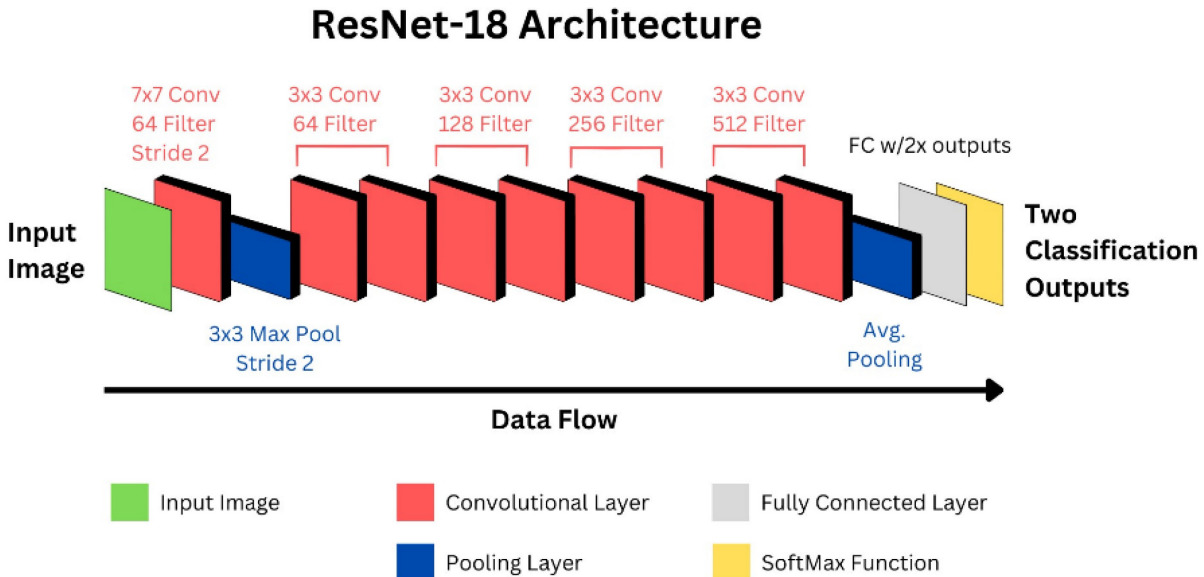 ResNet-18 Architecture
7x7 Conv
64 Filter
Stride 2
3x3 Conv
64 Filter
3x3 Conv
128 Filter
3x3 Conv
256 Filter
3x3 Conv
512 Filter
FC w/2x outputs
Input
Image
Two
Classification
Outputs
3x3 Max Pool
Stride 2
Avg.
Pooling
Data Flow
Input Image
Convolutional Layer
Fully Connected Layer
Pooling Layer
SoftMax Function